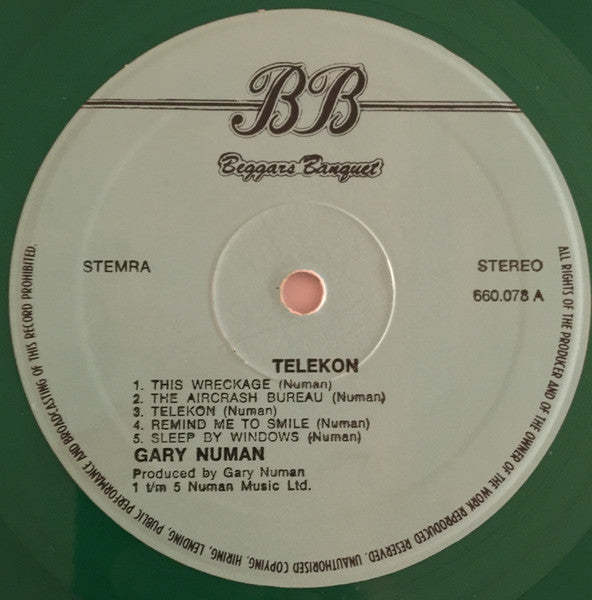 BB
Beggars Banquet
STEMRA
STEREO
660.078 A
TELEKON
1. THIS WRECKAGE (Numan)
2. THE AIRCRASH BUREAU (Numan)
3. TELEKON (Numan)
4. REMIND ME TO SMILE (Numan)
5. SLEEP BY WINDOWS (Numan)
GARY NUMAN
Produced by Gary Numan
1 t/m 5 Numan Music Ltd.
ALL RIGHTS OF THE PRODUCER AND OF THE OWNER OF THE WORK REPRODUCED RESERVED. UNAUTHORISED COPYING, HIRING, LENDING, PUBLIC PERFORMANCE AND BROADCASTING OF THIS RECORD PROHIBITED.